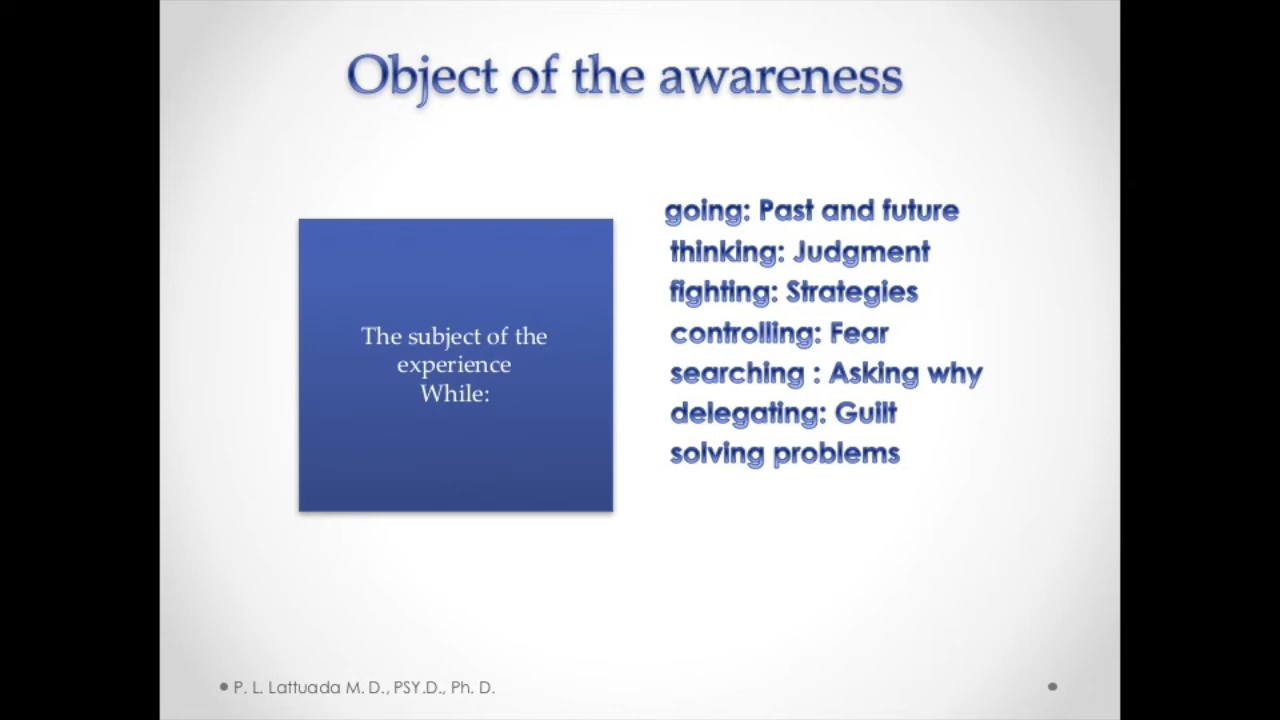 Object of the awareness
The subject of the
experience
While:
going: Past and future
thinking: Judgment
fighting: Strategies
controlling: Fear
searching : Asking why
delegating: Guilt
solving problems
P. L. Lattuada M. D., PSY.D., Ph. D.